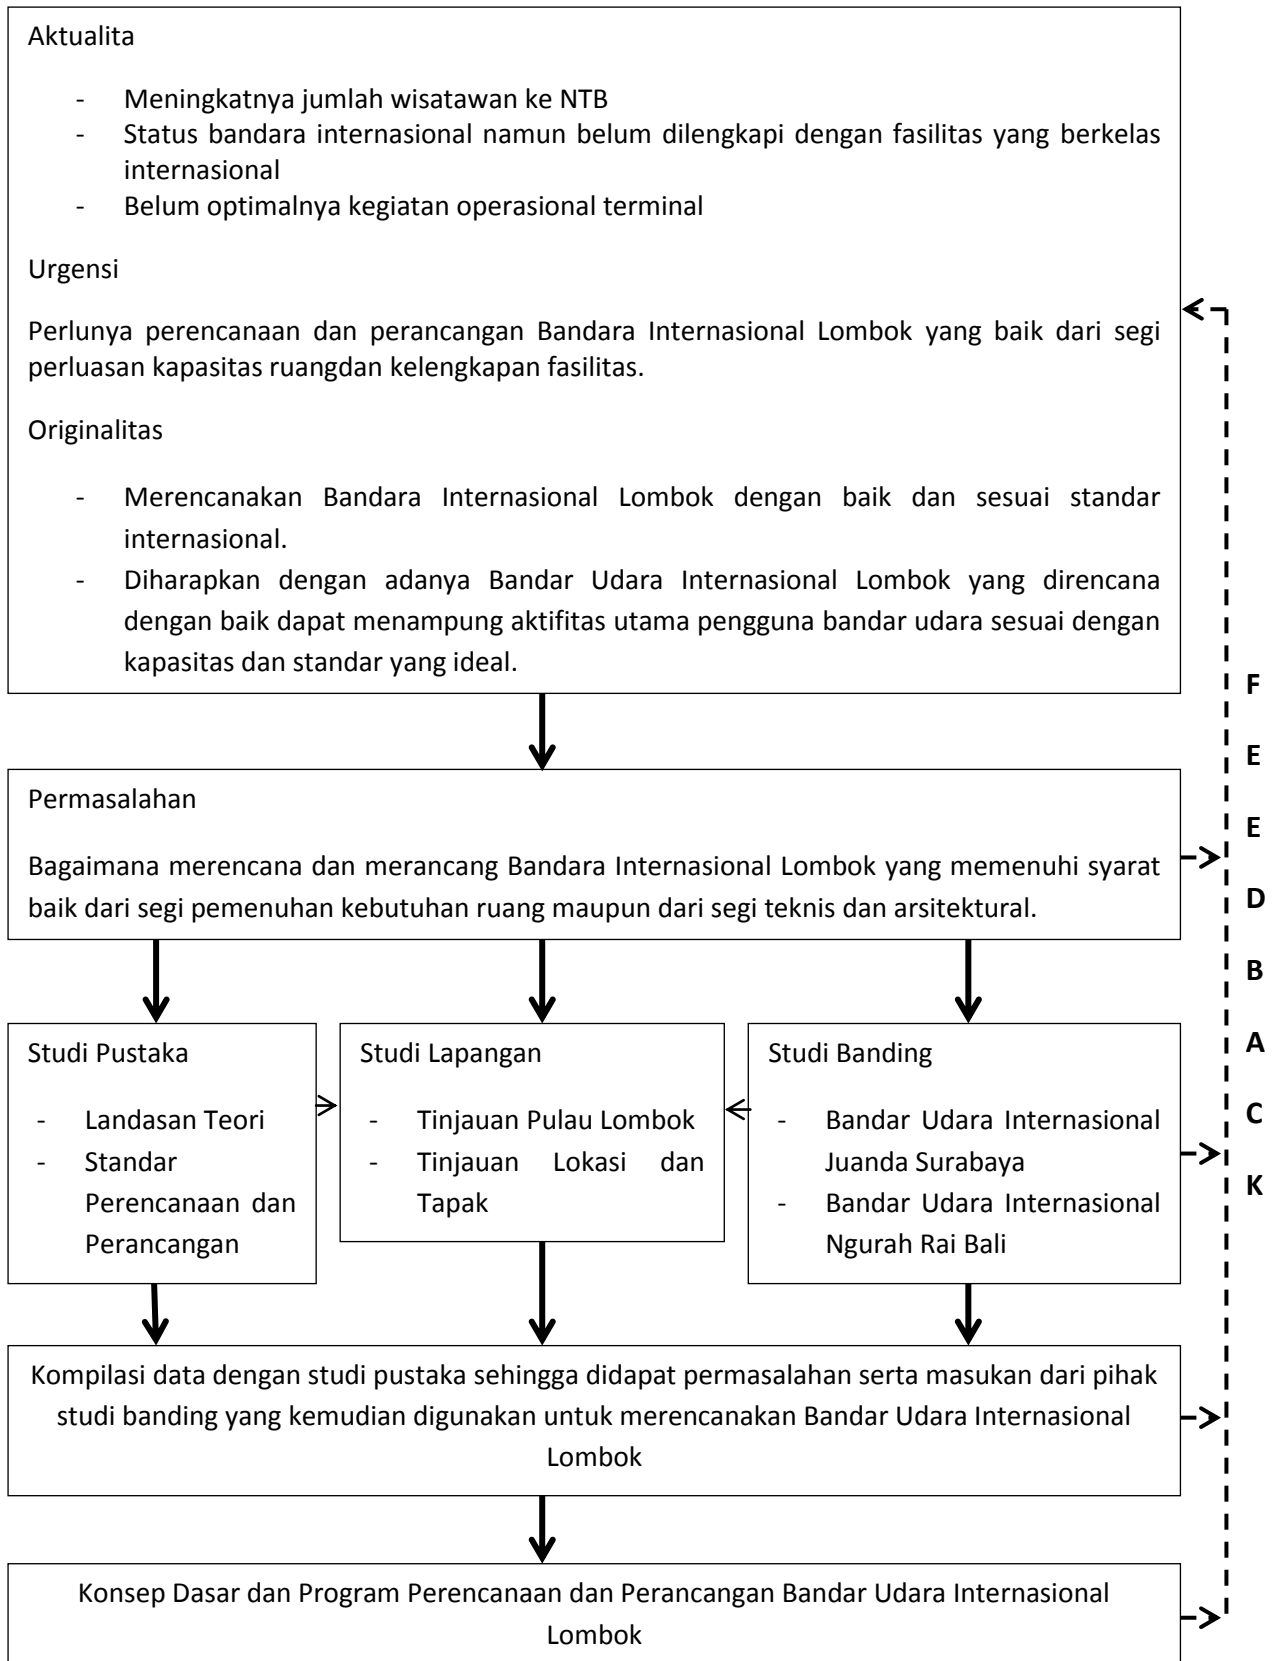 Aktualita
- Meningkatnya jumlah wisatawan ke NTB
- Status bandara internasional namun belum dilengkapi dengan fasilitas yang berkelas
internasional
- Belum optimalnya kegiatan operasional terminal
Urgensi
Perlunya perencanaan dan perancangan Bandara Internasional Lombok yang baik dari segi
perluasan kapasitas ruangdan kelengkapan fasilitas.
Originalitas
- Merencanakan Bandara Internasional Lombok dengan baik dan sesuai standar
internasional.
- Diharapkan dengan adanya Bandar Udara Internasional Lombok yang direncana
dengan baik dapat menampung aktifitas utama pengguna bandar udara sesuai dengan
kapasitas dan standar yang ideal.
Permasalahan
Bagaimana merencana dan merancang Bandara Internasional Lombok yang memenuhi syarat
baik dari segi pemenuhan kebutuhan ruang maupun dari segi teknis dan arsitektural.
Studi Pustaka
- Landasan Teori
- Standar
Perencanaan dan
Perancangan
Studi Lapangan
- Tinjauan Pulau Lombok
- Tinjauan Lokasi dan
Tapak
Studi Banding
- Bandar Udara Internasional
Juanda Surabaya
- Bandar Udara Internasional
Ngurah Rai Bali
Kompilasi data dengan studi pustaka sehingga didapat permasalahan serta masukan dari pihak
studi banding yang kemudian digunakan untuk merencanakan Bandar Udara Internasional
Lombok
Konsep Dasar dan Program Perencanaan dan Perancangan Bandar Udara Internasional
Lombok
F
E
E
D
B
A
C
K